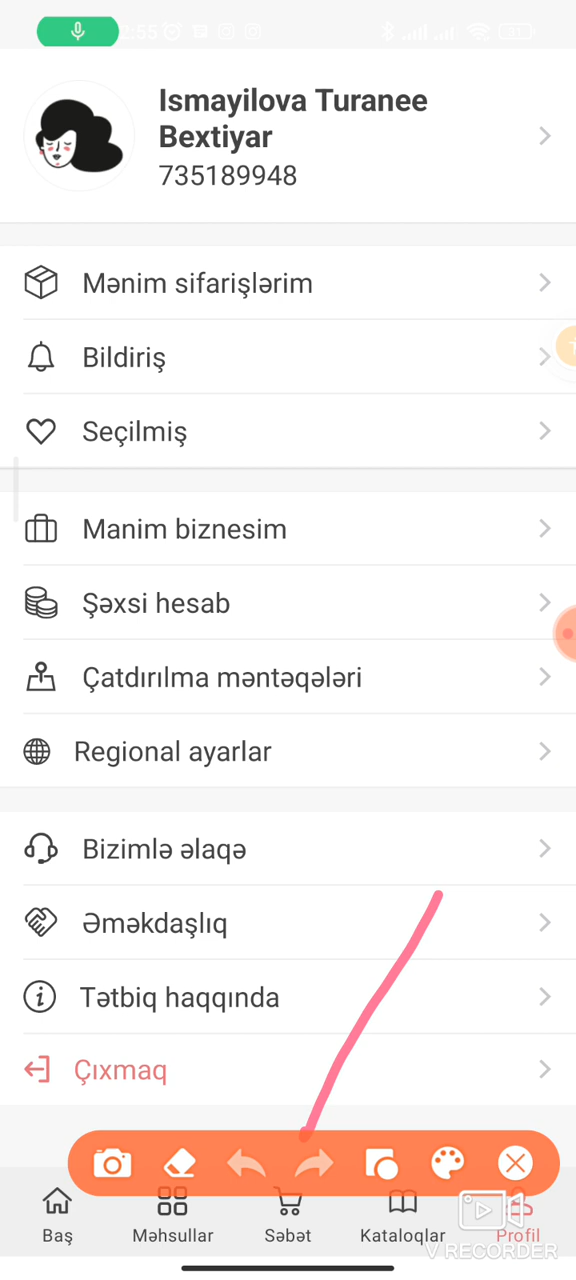 :55
Ismayilova Turanee
Bextiyar
735189948
Mənim sifarişlərim
Bildiriş
Seçilmiş
Manim biznesim
Şəxsi hesab
Çatdırılma məntəqələri
Regional ayarlar
Bizimlə əlaqə
Əməkdaşlıq
Tətbiq haqqında
Çıxmaq
Baş
Məhsullar
Səbət
Kataloqlar
Profil
V RECORDER